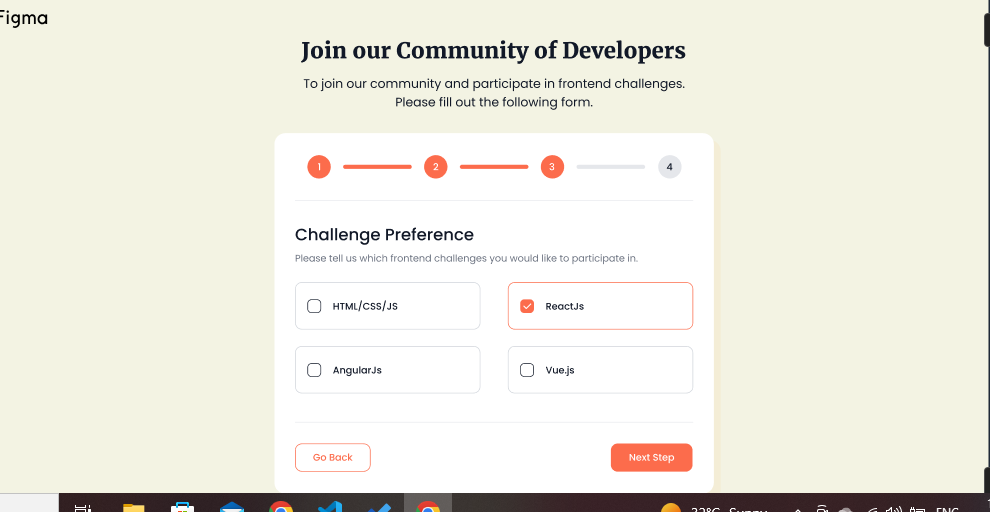 Figma
Join our Community of Developers
To join our community and participate in frontend challenges.
Please fill out the following form.
1 2 3 4
Challenge Preference
Please tell us which frontend challenges you would like to participate in.
HTML/CSS/JS ReactJs
AngularJs Vue.js
Go Back Next Step
32°C Sunny ENG